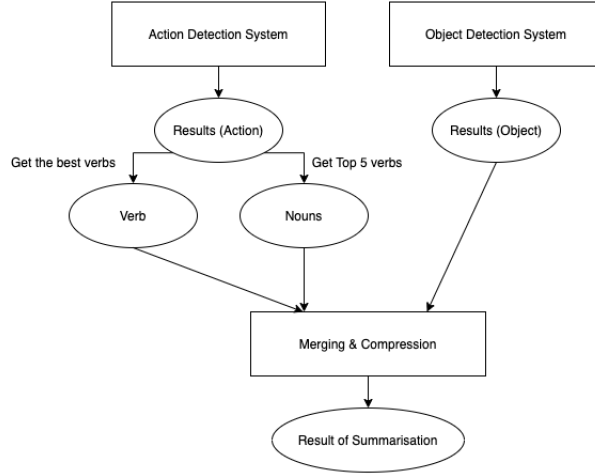 Action Detection System
Object Detection System
Results (Action)
Results (Object)
Get the best verbs
Get Top 5 verbs
Verb
Nouns
Merging & Compression
Result of Summarisation